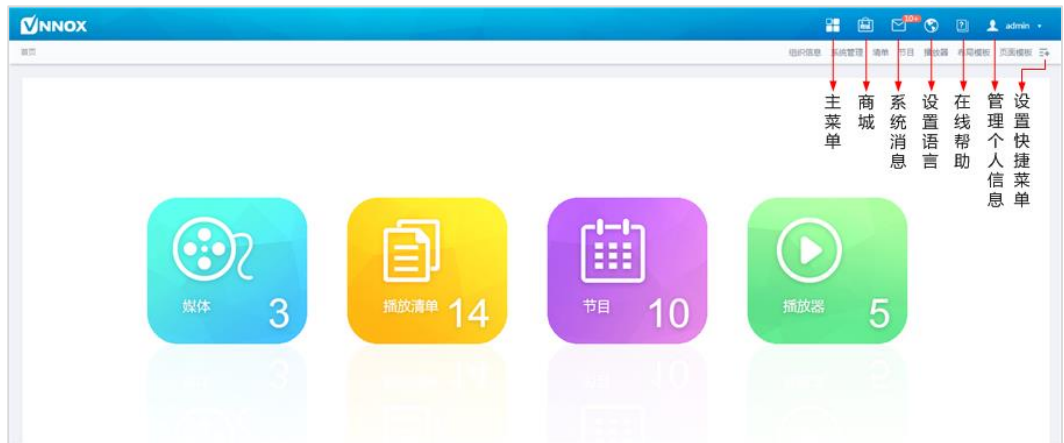 VNNOX
10+
admin
首页
组织信息 系统管理 清单 节目 播放器 布局模板 页面模板
主菜单
商城
系统消息
设置语言
在线帮助
管理个人信息
设置快捷菜单
媒体 3
播放清单 14
节目 10
播放器 5